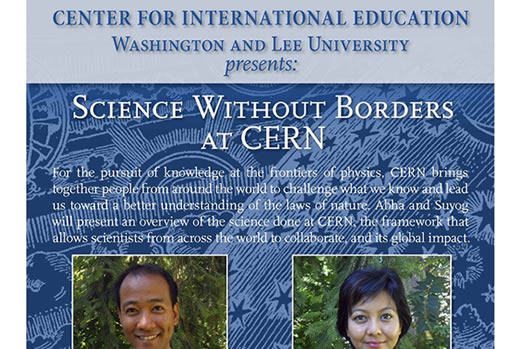 CENTER FOR INTERNATIONAL EDUCATION
WASHINGTON AND LEE UNIVERSITY
presents:
SCIENCE WITHOUT BORDERS
AT CERN
For the pursuit of knowledge at the frontiers of physics, CERN brings
together people from around the world to challenge what we know and lead
us toward a better understanding of the laws of nature. Abha and Suyog
will present an overview of the science done at CERN, the framework that
allows scientists from across the world to collaborate, and its global impact.